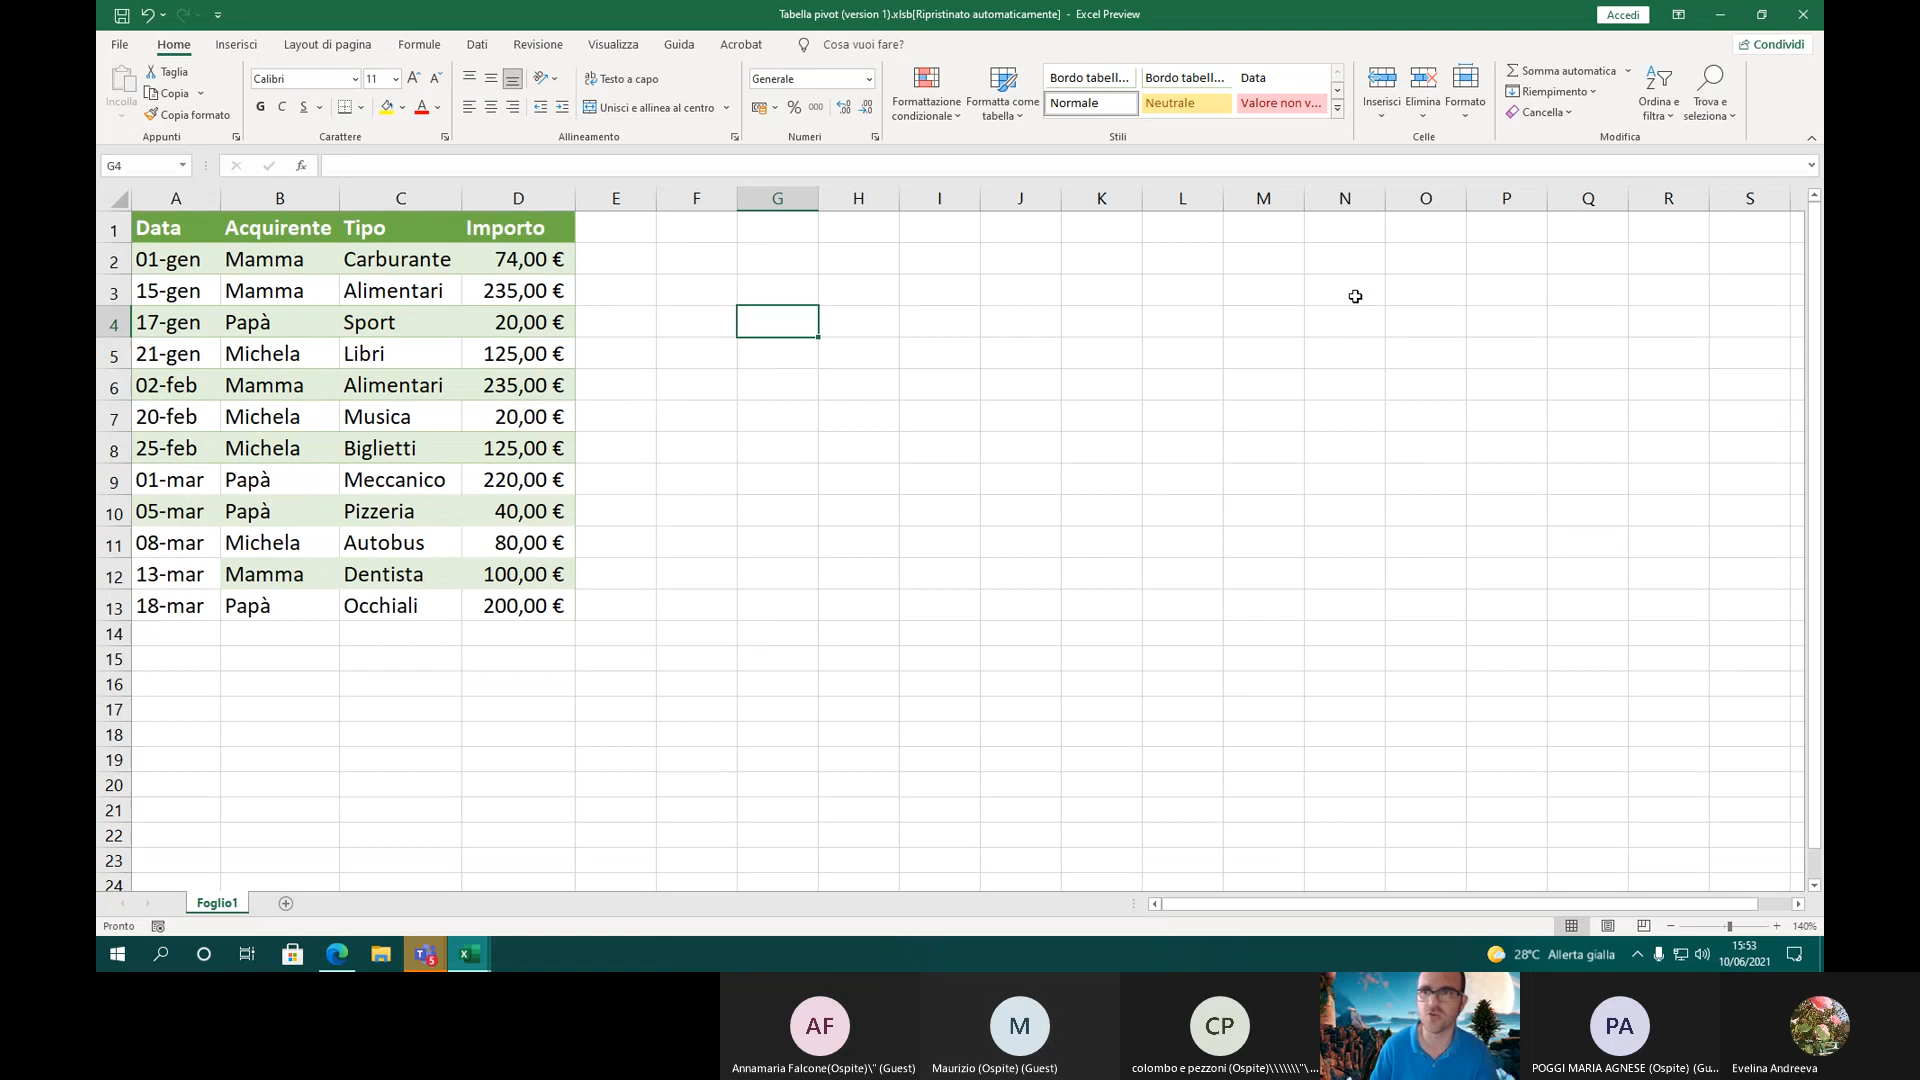 Tabella pivot (version 1).xlsb[Ripristinato automaticamente] - Excel Preview
Accedi
File Home Inserisci Layout di pagina Formule Dati Revisione Visualizza Guida Acrobat Cosa vuoi fare? Condividi
Incolla
Taglia
Copia
Copia formato
Appunti
Calibri 11
G C S
Carattere
Testo a capo
Unisci e allinea al centro
Allineamento
Generale
% 000
Numeri
Formattazione condizionale
Formatta come tabella
Bordo tabell... Bordo tabell... Data
Normale Neutrale Valore non v...
Stili
Inserisci Elimina Formato
Celle
Somma automatica
Riempimento
Cancella
Ordina e filtra
Trova e seleziona
Modifica
G4 fx
A B C D E F G H I J K L M N O P Q R S
1 Data Acquirente Tipo Importo
2 01-gen Mamma Carburante 74,00 €
3 15-gen Mamma Alimentari 235,00 €
4 17-gen Papà Sport 20,00 €
5 21-gen Michela Libri 125,00 €
6 02-feb Mamma Alimentari 235,00 €
7 20-feb Michela Musica 20,00 €
8 25-feb Michela Biglietti 125,00 €
9 01-mar Papà Meccanico 220,00 €
10 05-mar Papà Pizzeria 40,00 €
11 08-mar Michela Autobus 80,00 €
12 13-mar Mamma Dentista 100,00 €
13 18-mar Papà Occhiali 200,00 €
14
15
16
17
18
19
20
21
22
23
24
Foglio1
Pronto
140%
28°C Allerta gialla
15:53
10/06/2021
AF M CP PA
Annamaria Falcone(Ospite)\" (Guest) Maurizio (Ospite) (Guest) colombo e pezzoni (Ospite)\\\\\\\"\... POGGI MARIA AGNESE (Ospite) (Gu... Evelina Andreeva